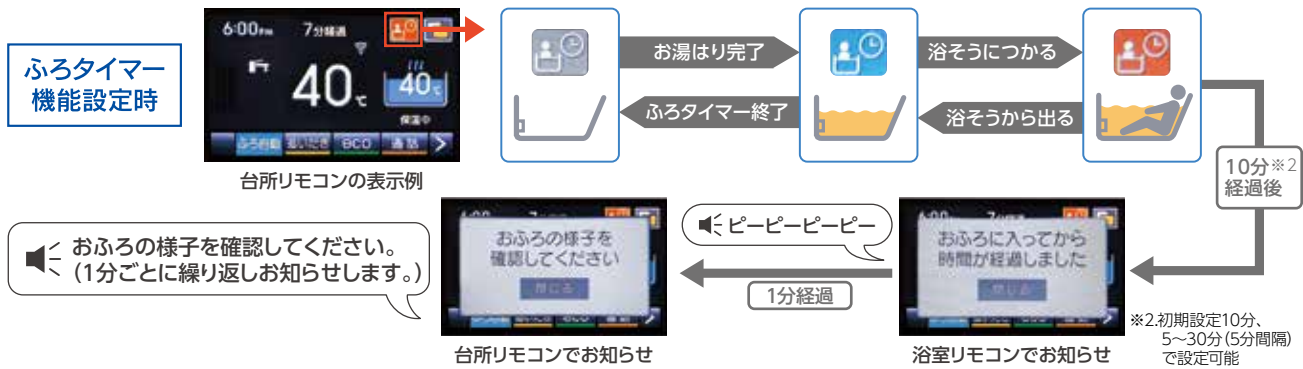 ふろタイマー
機能設定時
6:00PM 7分経過
40℃
40℃
保温中
ふろ自動 追いだき eco 通話 >
台所リモコンの表示例
お湯はり完了
ふろタイマー終了
浴そうにつかる
浴そうから出る
10分※2
経過後
おふろに入ってから
時間が経過しました
閉じる
浴室リモコンでお知らせ
※2.初期設定10分、
5〜30分(5分間隔)
で設定可能
ピーピーピーピー
1分経過
おふろの様子を
確認してください
閉じる
台所リモコンでお知らせ
おふろの様子を確認してください。
(1分ごとに繰り返しお知らせします。)